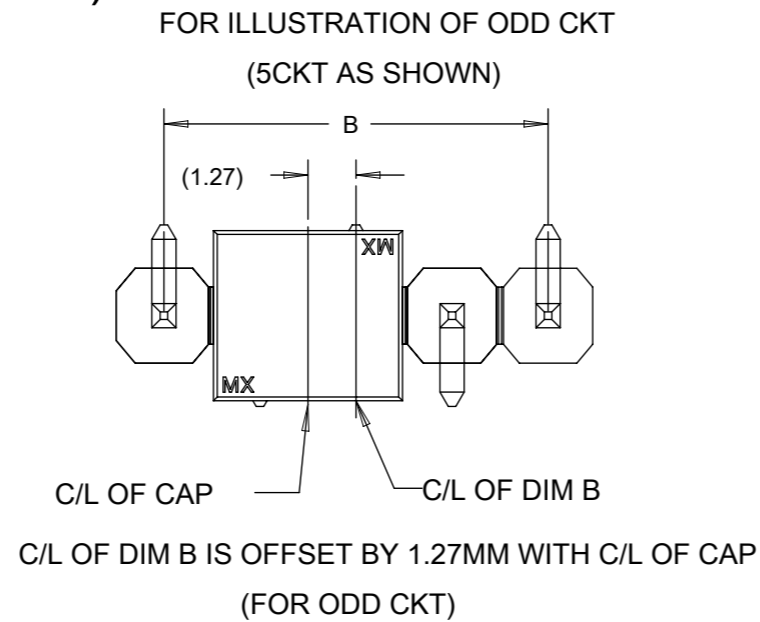 FOR ILLUSTRATION OF ODD CKT
(5CKT AS SHOWN)
B
(1.27)
MX
MX
C/L OF CAP
C/L OF DIM B
C/L OF DIM B IS OFFSET BY 1.27MM WITH C/L OF CAP
(FOR ODD CKT)